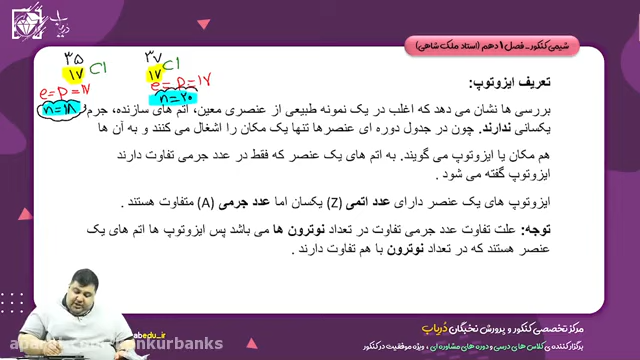 شیمی کنکور_ فصل ۱ دهم (استاد ملک شاهی)
۳۵
۱۷ Cl
e=p=۱۷
n=۱۸
۳۷
۱۷ Cl
e=p=۱۷
n=۲۰
تعریف ایزوتوپ:
بررسی ها نشان می دهد که اغلب در یک نمونه طبیعی از عنصری معین، اتم های سازنده، جرم
یکسانی ندارند. چون در جدول دوره ای عنصرها تنها یک مکان را اشغال می کنند و به آن ها
هم مکان یا ایزوتوپ می گویند. به اتم های یک عنصر که فقط در عدد جرمی تفاوت دارند
ایزوتوپ گفته می شود .
ایزوتوپ های یک عنصر دارای عدد اتمی (Z) یکسان اما عدد جرمی (A) متفاوت هستند .
توجه: علت تفاوت عدد جرمی تفاوت در تعداد نوترون ها می باشد پس ایزوتوپ ها اتم های یک
عنصر هستند که در تعداد نوترون با هم تفاوت دارند .
مرکز تخصصی کنکور و پرورش نخبگان دُریاب
برگزار کننده ی کلاس های درسی و دوره های مشاوره ای ، ویژه موفقیت در کنکور